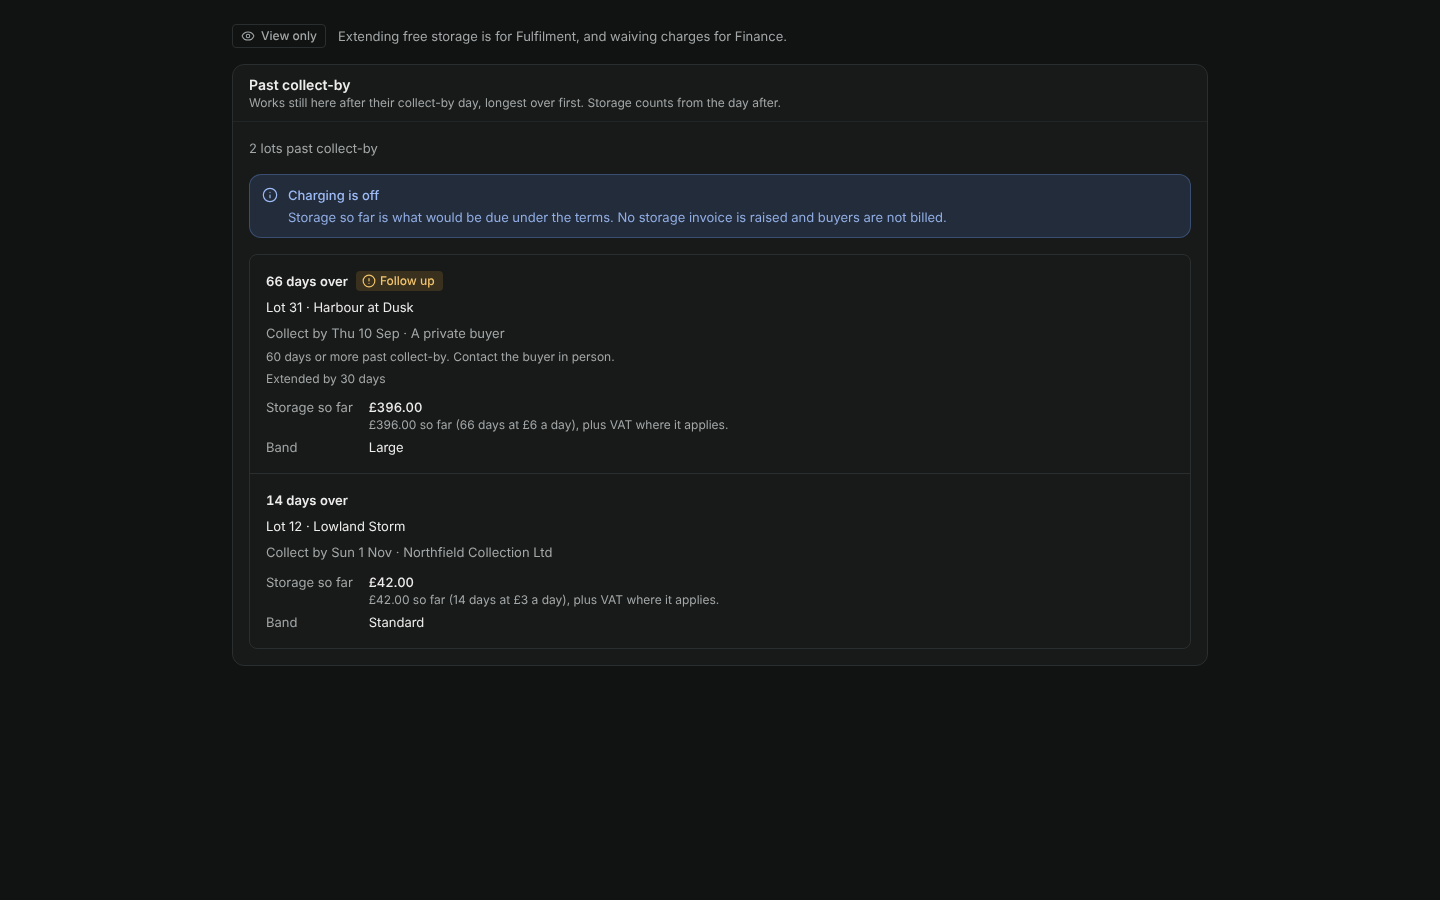 View only
Extending free storage is for Fulfilment, and waiving charges for Finance.
Past collect-by
Works still here after their collect-by day, longest over first. Storage counts from the day after.
2 lots past collect-by
Charging is off
Storage so far is what would be due under the terms. No storage invoice is raised and buyers are not billed.
66 days over
Follow up
Lot 31 · Harbour at Dusk
Collect by Thu 10 Sep · A private buyer
60 days or more past collect-by. Contact the buyer in person.
Extended by 30 days
Storage so far £396.00
£396.00 so far (66 days at £6 a day), plus VAT where it applies.
Band Large
14 days over
Lot 12 · Lowland Storm
Collect by Sun 1 Nov · Northfield Collection Ltd
Storage so far £42.00
£42.00 so far (14 days at £3 a day), plus VAT where it applies.
Band Standard